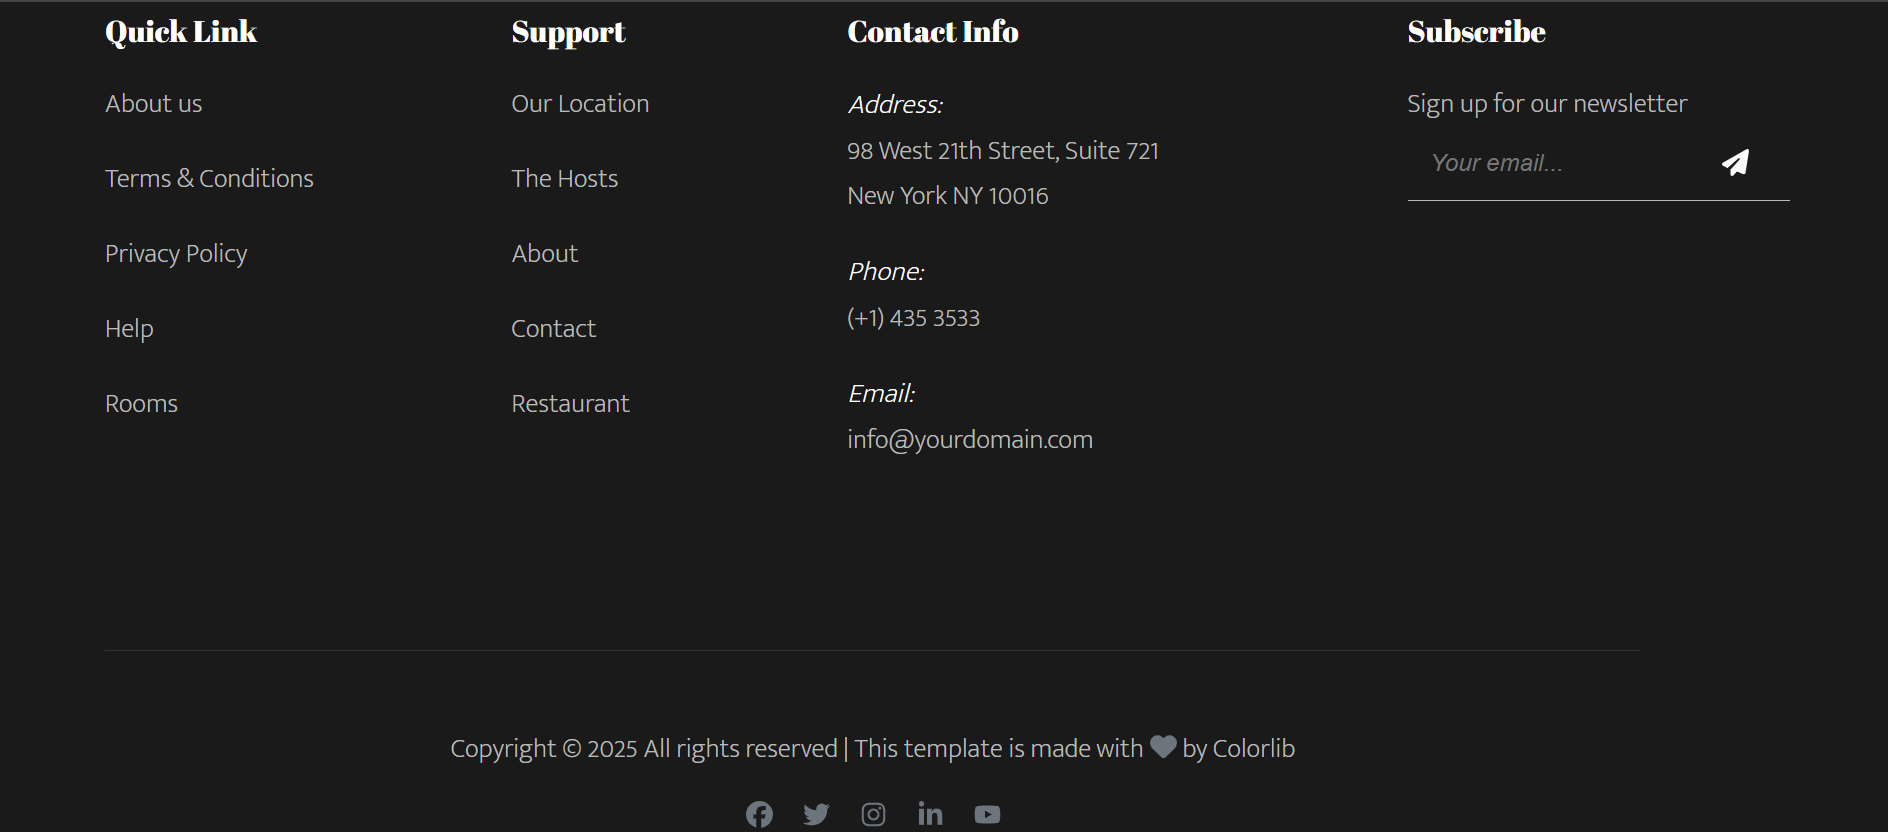 Quick Link
About us
Terms & Conditions
Privacy Policy
Help
Rooms
Support
Our Location
The Hosts
About
Contact
Restaurant
Contact Info
Address:
98 West 21th Street, Suite 721
New York NY 10016
Phone:
(+1) 435 3533
Email:
info@yourdomain.com
Subscribe
Sign up for our newsletter
Your email...
Copyright © 2025 All rights reserved | This template is made with by Colorlib